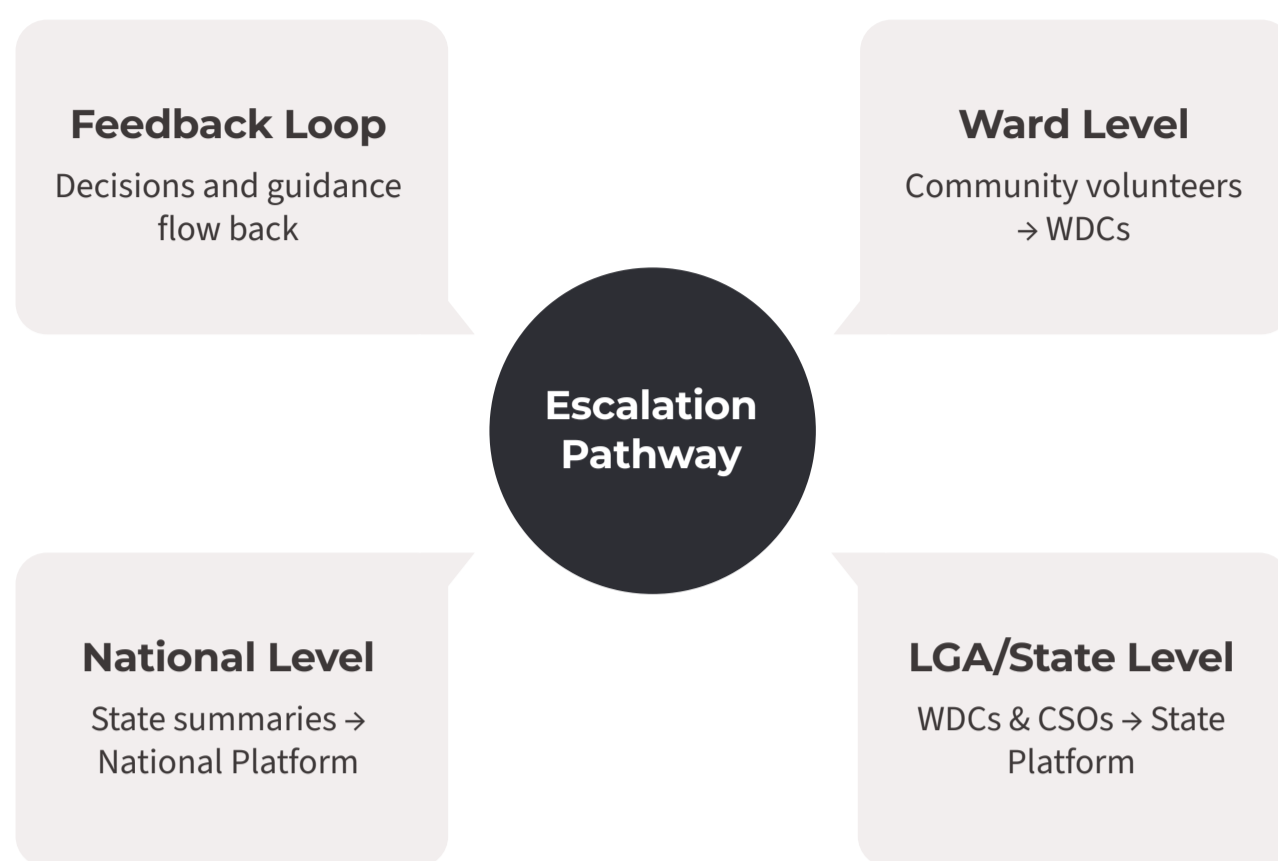 Feedback Loop
Decisions and guidance
flow back
Ward Level
Community volunteers
→ WDCs
Escalation
Pathway
National Level
State summaries →
National Platform
LGA/State Level
WDCs & CSOs → State
Platform